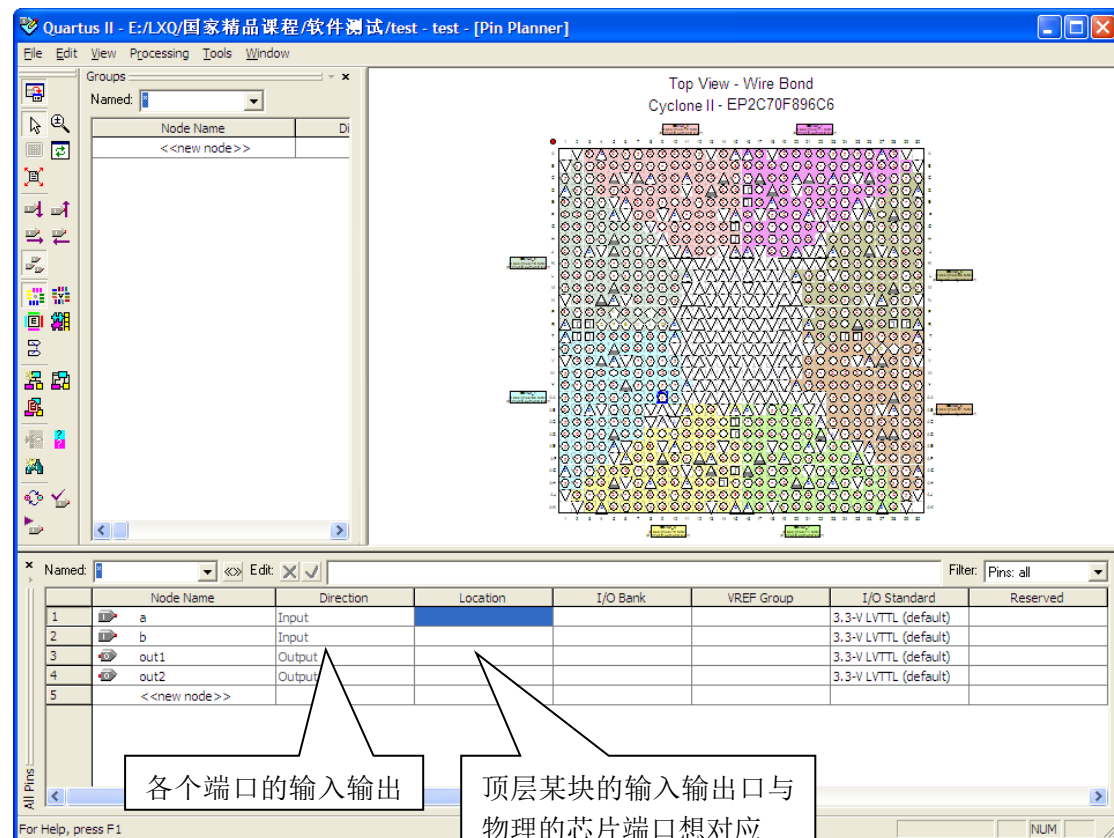 Quartus II - E:/LXQ/国家精品课程/软件测试/test - test - [Pin Planner]
File Edit View Processing Tools Window
Groups
Named: *
Node Name Di
<<new node>>
Top View - Wire Bond
Cyclone II - EP2C70F896C6
Named: * Edit: Filter: Pins: all
Node Name Direction Location I/O Bank VREF Group I/O Standard Reserved
1 a Input 3.3-V LVTTL (default)
2 b Input 3.3-V LVTTL (default)
3 out1 Output 3.3-V LVTTL (default)
4 out2 Output 3.3-V LVTTL (default)
5 <<new node>>
各个端口的输入输出
顶层某块的输入输出口与
物理的芯片端口想对应
All Pins
For Help, press F1 NUM